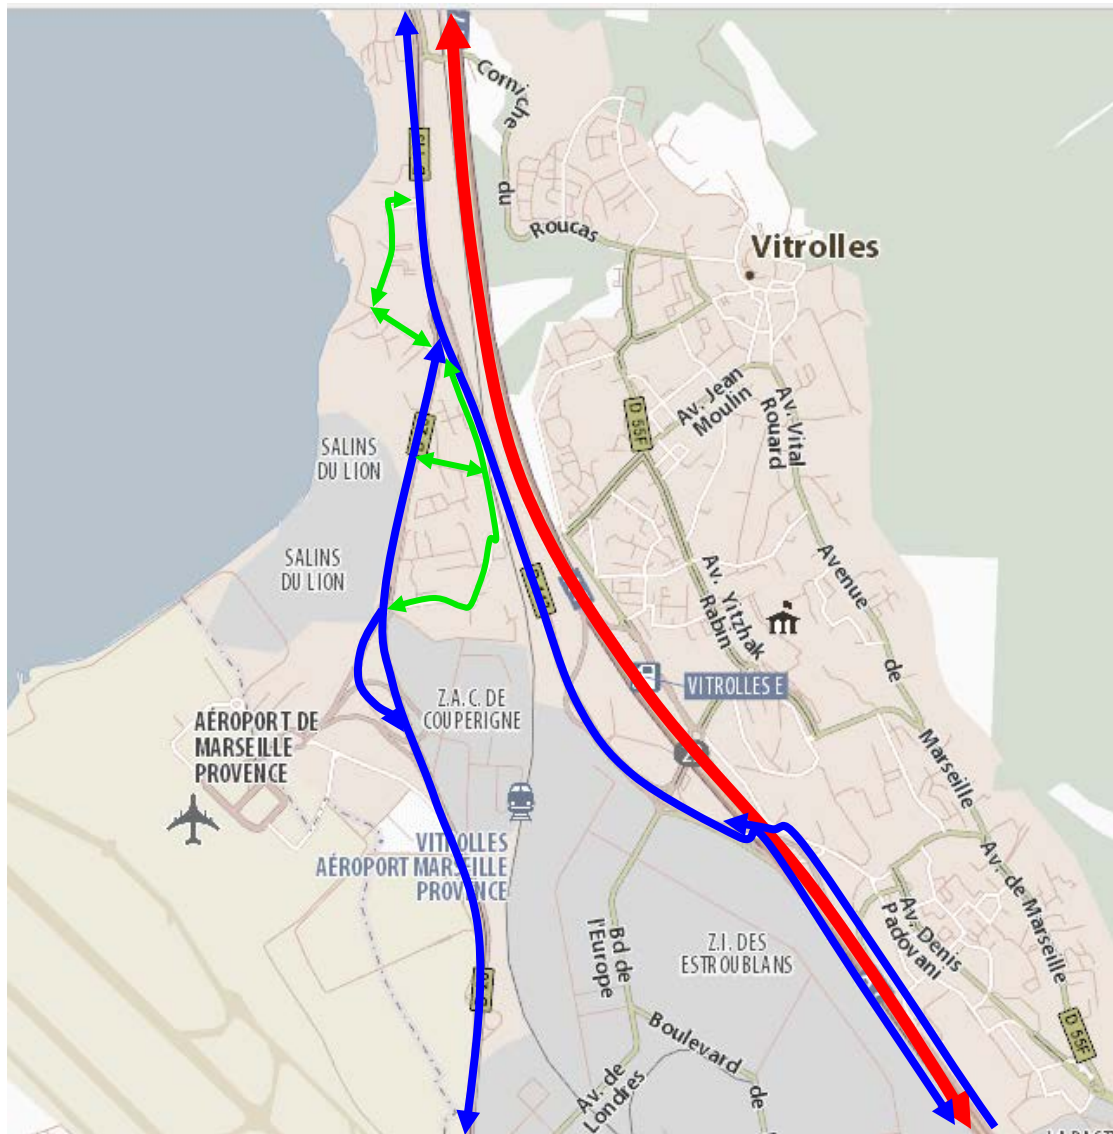 Corniche
du
Roucas
Vitrolles
Av. Jean
Moulin
Av. Vital
Rouard
D 55F
SALINS
DU LION
SALINS
DU LION
Avenue
de
Marseille
Av. Yitzhak
Rabin
VITROLLES E
Z.A.C. DE
COUPERIGNE
AÉROPORT DE
MARSEILLE
PROVENCE
VITROLLES
AÉROPORT MARSEILLE
PROVENCE
Av. de Marseille
Av. Denis
Padovani
Z.I. DES
ESTROUBLANS
Bd de
l'Europe
Boulevard
de
Av. de
Londres
D 55F